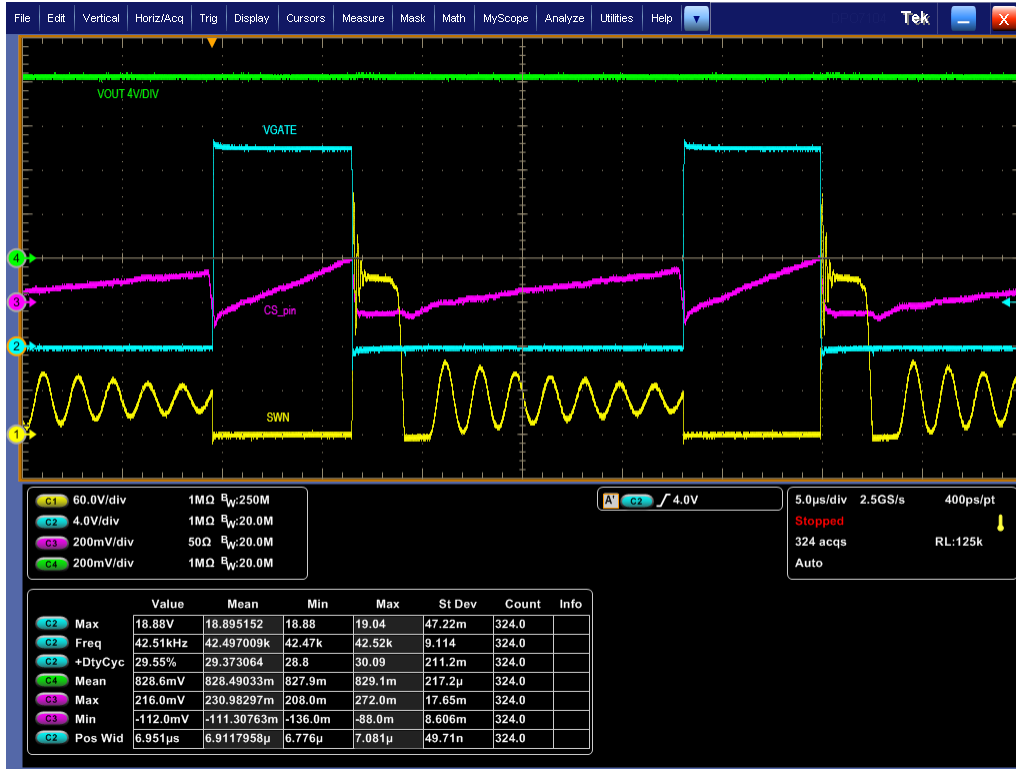 File Edit Vertical Horiz/Acq Trig Display Cursors Measure Mask Math MyScope Analyze Utilities Help Tek X
VOUT 4V/DIV
VGATE
4
3
CS_pin
2
SWN
1
C1 60.0V/div 1MΩ BW:250M
C2 4.0V/div 1MΩ BW:20.0M
C3 200mV/div 50Ω BW:20.0M
C4 200mV/div 1MΩ BW:20.0M
A' C2 4.0V
5.0µs/div 2.5GS/s 400ps/pt
Stopped
324 acqs RL:125k
Auto
Value Mean Min Max St Dev Count Info
C2 Max 18.88V 18.895152 18.88 19.04 47.22m 324.0
C2 Freq 42.51kHz 42.497009k 42.47k 42.52k 9.114 324.0
C2 +DtyCyc 29.55% 29.373064 28.8 30.09 211.2m 324.0
C4 Mean 828.6mV 828.49033m 827.9m 829.1m 217.2µ 324.0
C3 Max 216.0mV 230.98297m 208.0m 272.0m 17.65m 324.0
C3 Min -112.0mV -111.30763m -136.0m -88.0m 8.606m 324.0
C2 Pos Wid 6.951µs 6.9117958µ 6.776µ 7.081µ 49.71n 324.0